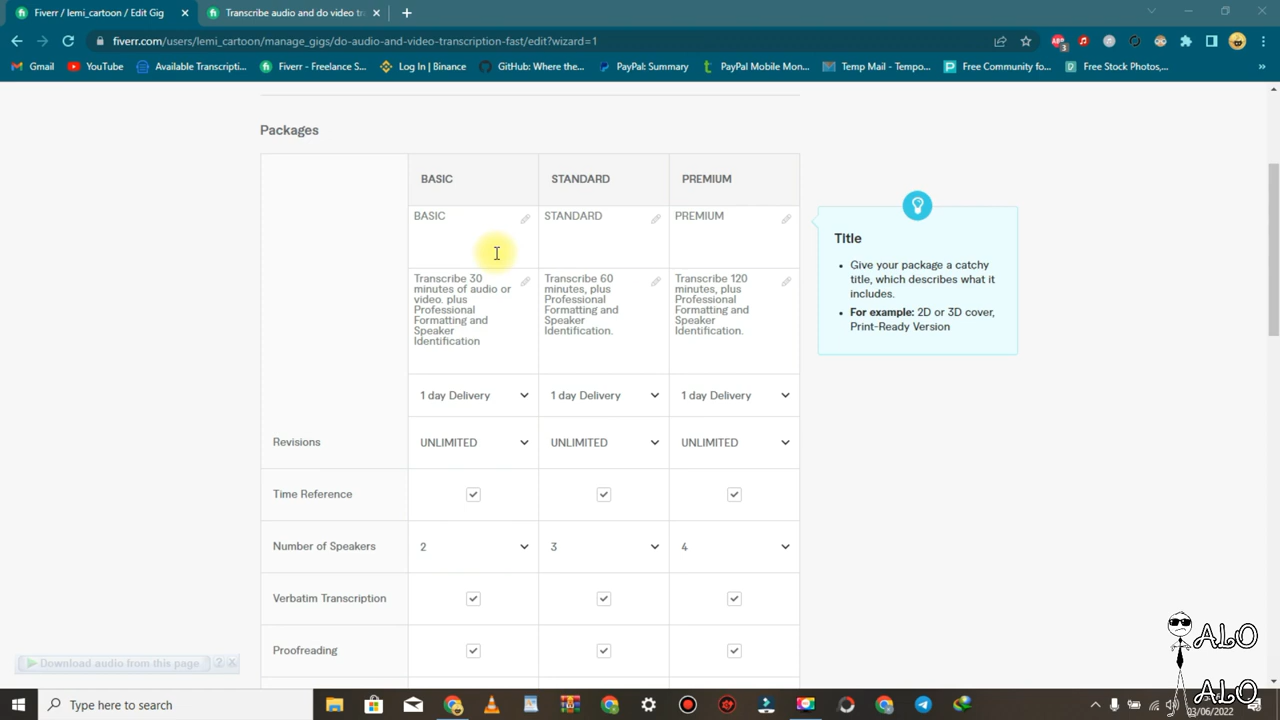 Fiverr / lemi_cartoon / Edit Gig
Transcribe audio and do video tr
fiverr.com/users/lemi_cartoon/manage_gigs/do-audio-and-video-transcription-fast/edit?wizard=1
ABP
3
Gmail
YouTube
Available Transcripti...
Fiverr - Freelance S...
Log In | Binance
GitHub: Where the...
PayPal: Summary
PayPal Mobile Mon...
Temp Mail - Tempo...
Free Community fo...
Free Stock Photos,...
Packages
BASIC STANDARD PREMIUM
BASIC
STANDARD
PREMIUM
Transcribe 30
minutes of audio or
video. plus
Professional
Formatting and
Speaker
Identification
Transcribe 60
minutes, plus
Professional
Formatting and
Speaker
Identification.
Transcribe 120
minutes, plus
Professional
Formatting and
Speaker
Identification.
Title
Give your package a catchy
title, which describes what it
includes.
For example: 2D or 3D cover,
Print-Ready Version
1 day Delivery 1 day Delivery 1 day Delivery
Revisions UNLIMITED UNLIMITED UNLIMITED
Time Reference
Number of Speakers 2 3 4
Verbatim Transcription
Proofreading
Download audio from this page ?
ALO
ALO
Type here to search
03/06/2022